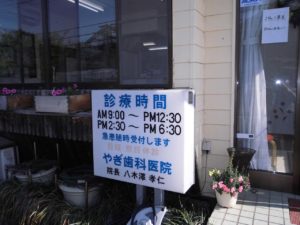 診療時間
AM9:00 ～ PM12:30
PM2:30 ～ PM6:30
急患随時受付します
やぎ歯科医院
院長 八木澤 孝仁